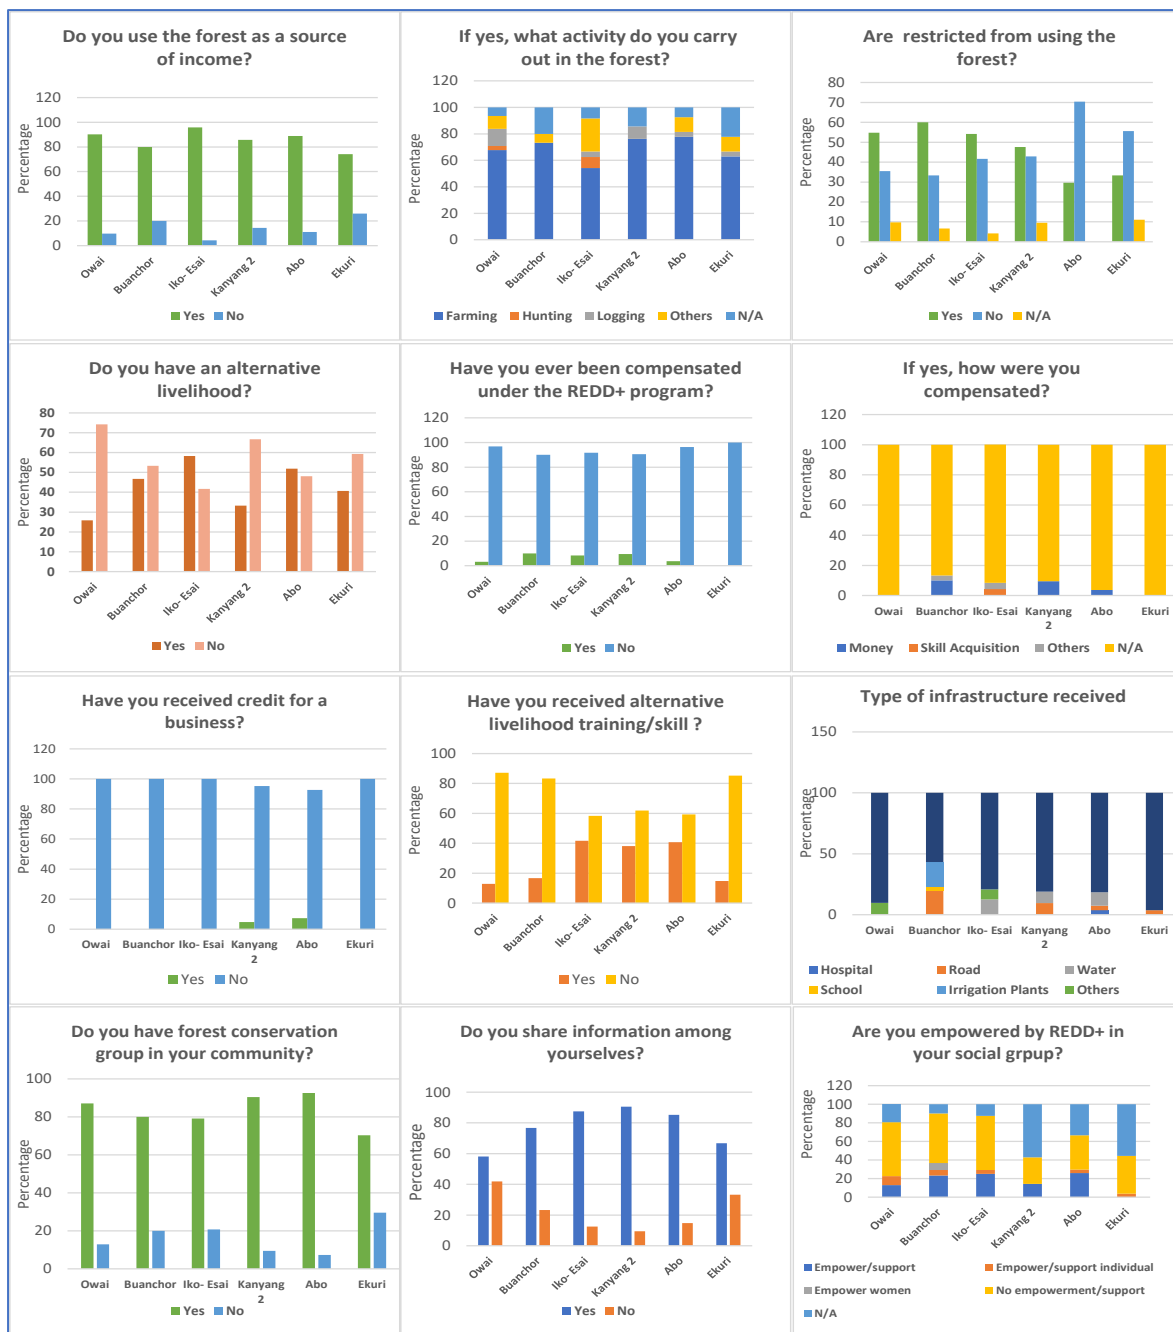 Do you use the forest as a source
of income?
120
100
80
60
40
20
0
Percentage
Owai
Buanchor
Iko- Esai
Kanyang 2
Abo
Ekuri
Yes No
If yes, what activity do you carry
out in the forest?
120
100
80
60
40
20
0
Percentage
Owai
Buanchor
Iko- Esai
Kanyang 2
Abo
Ekuri
Farming Hunting Logging Others N/A
Are restricted from using the
forest?
80
70
60
50
40
30
20
10
0
Percentage
Owai
Buanchor
Iko- Esai
Kanyang 2
Abo
Ekuri
Yes No N/A
Do you have an alternative
livelihood?
80
70
60
50
40
30
20
10
0
Percentage
Owai
Buanchor
Iko- Esai
Kanyang 2
Abo
Ekuri
Yes No
Have you ever been compensated
under the REDD+ program?
120
100
80
60
40
20
0
Percentage
Owai
Buanchor
Iko- Esai
Kanyang 2
Abo
Ekuri
Yes No
If yes, how were you
compensated?
120
100
80
60
40
20
0
Percentage
Owai Buanchor Iko- Esai Kanyang Abo Ekuri
2
Money Skill Acquisition Others N/A
Have you received credit for a
business?
120
100
80
60
40
20
0
Percentage
Owai Buanchor Iko- Esai Kanyang Abo Ekuri
2
Yes No
Have you received alternative
livelihood training/skill ?
100
80
60
40
20
0
Percentage
Owai
Buanchor
Iko- Esai
Kanyang 2
Abo
Ekuri
Yes No
Type of infrastructure received
150
100
50
0
Percentage
Owai Buanchor Iko- Esai Kanyang Abo Ekuri
2
Hospital Road Water
School Irrigation Plants Others
Do you have forest conservation
group in your community?
100
80
60
40
20
0
Percentage
Owai Buanchor Iko- Esai Kanyang Abo Ekuri
2
Yes No
Do you share information among
yourselves?
100
80
60
40
20
0
Percentage
Owai
Buanchor
Iko- Esai
Kanyang 2
Abo
Ekuri
Yes No
Are you empowered by REDD+ in
your social grpup?
120
100
80
60
40
20
0
Percentage
Owai
Buanchor
Iko- Esai
Kanyang 2
Abo
Ekuri
Empower/support Empower/support individual
Empower women No empowerment/support
N/A